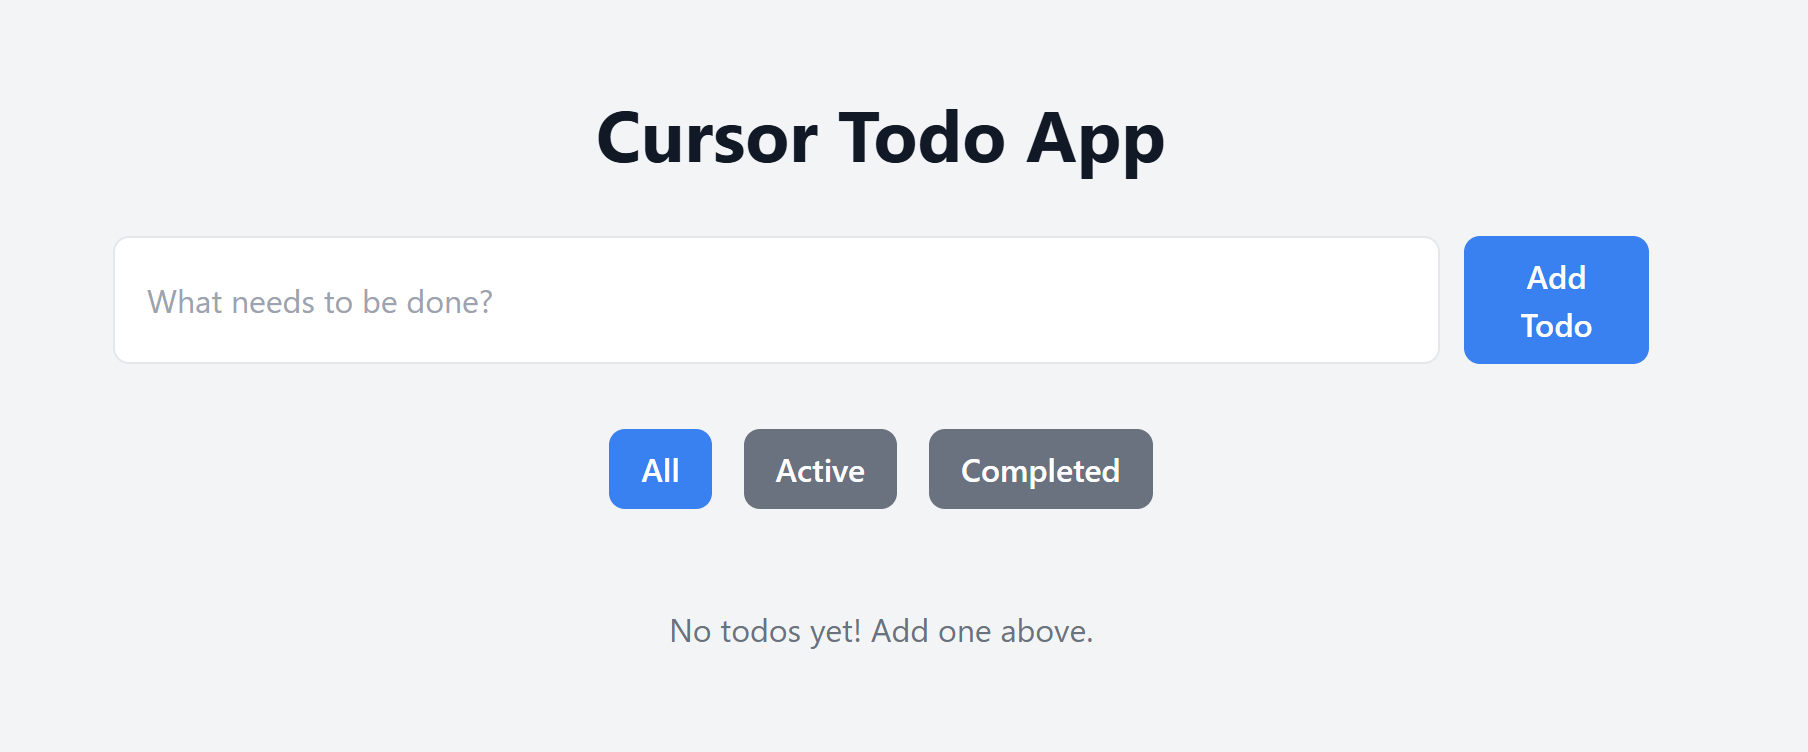 Cursor Todo App
What needs to be done?
Add
Todo
All
Active
Completed
No todos yet! Add one above.